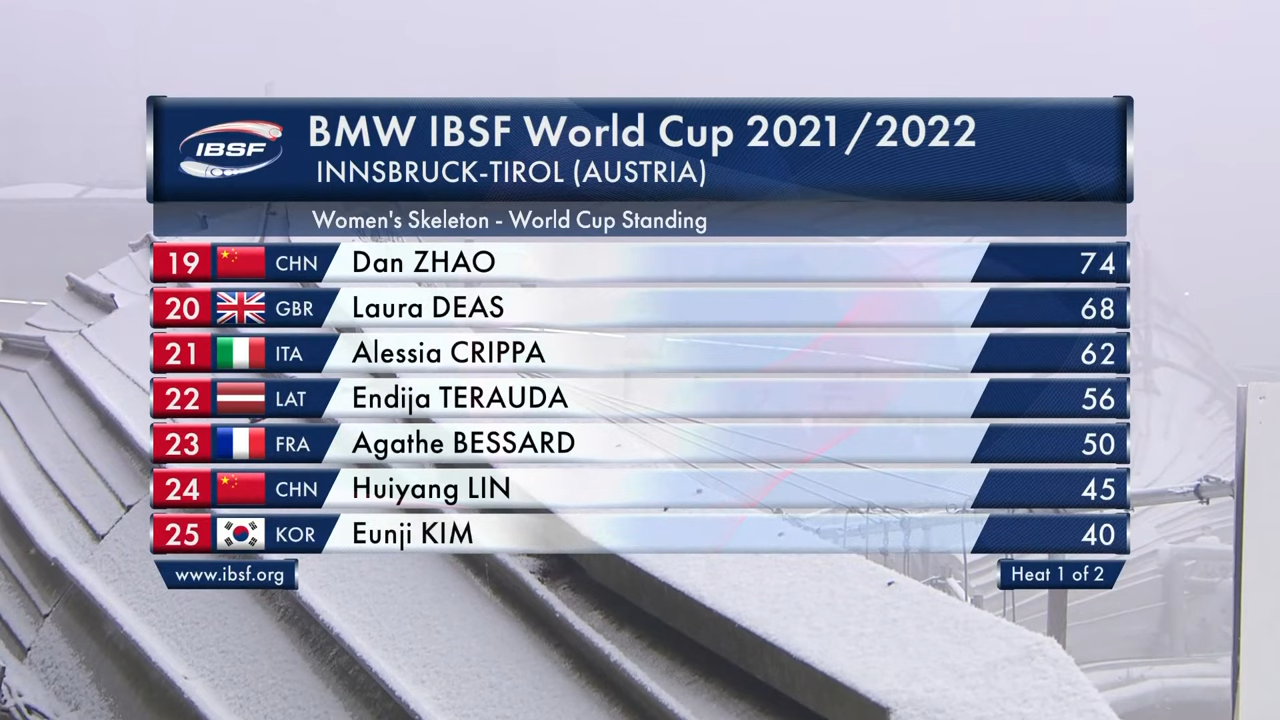 IBSF
BMW IBSF World Cup 2021/2022
INNSBRUCK-TIROL (AUSTRIA)
Women's Skeleton - World Cup Standing
19 CHN Dan ZHAO 74
20 GBR Laura DEAS 68
21 ITA Alessia CRIPPA 62
22 LAT Endija TERAUDA 56
23 FRA Agathe BESSARD 50
24 CHN Huiyang LIN 45
25 KOR Eunji KIM 40
www.ibsf.org Heat 1 of 2